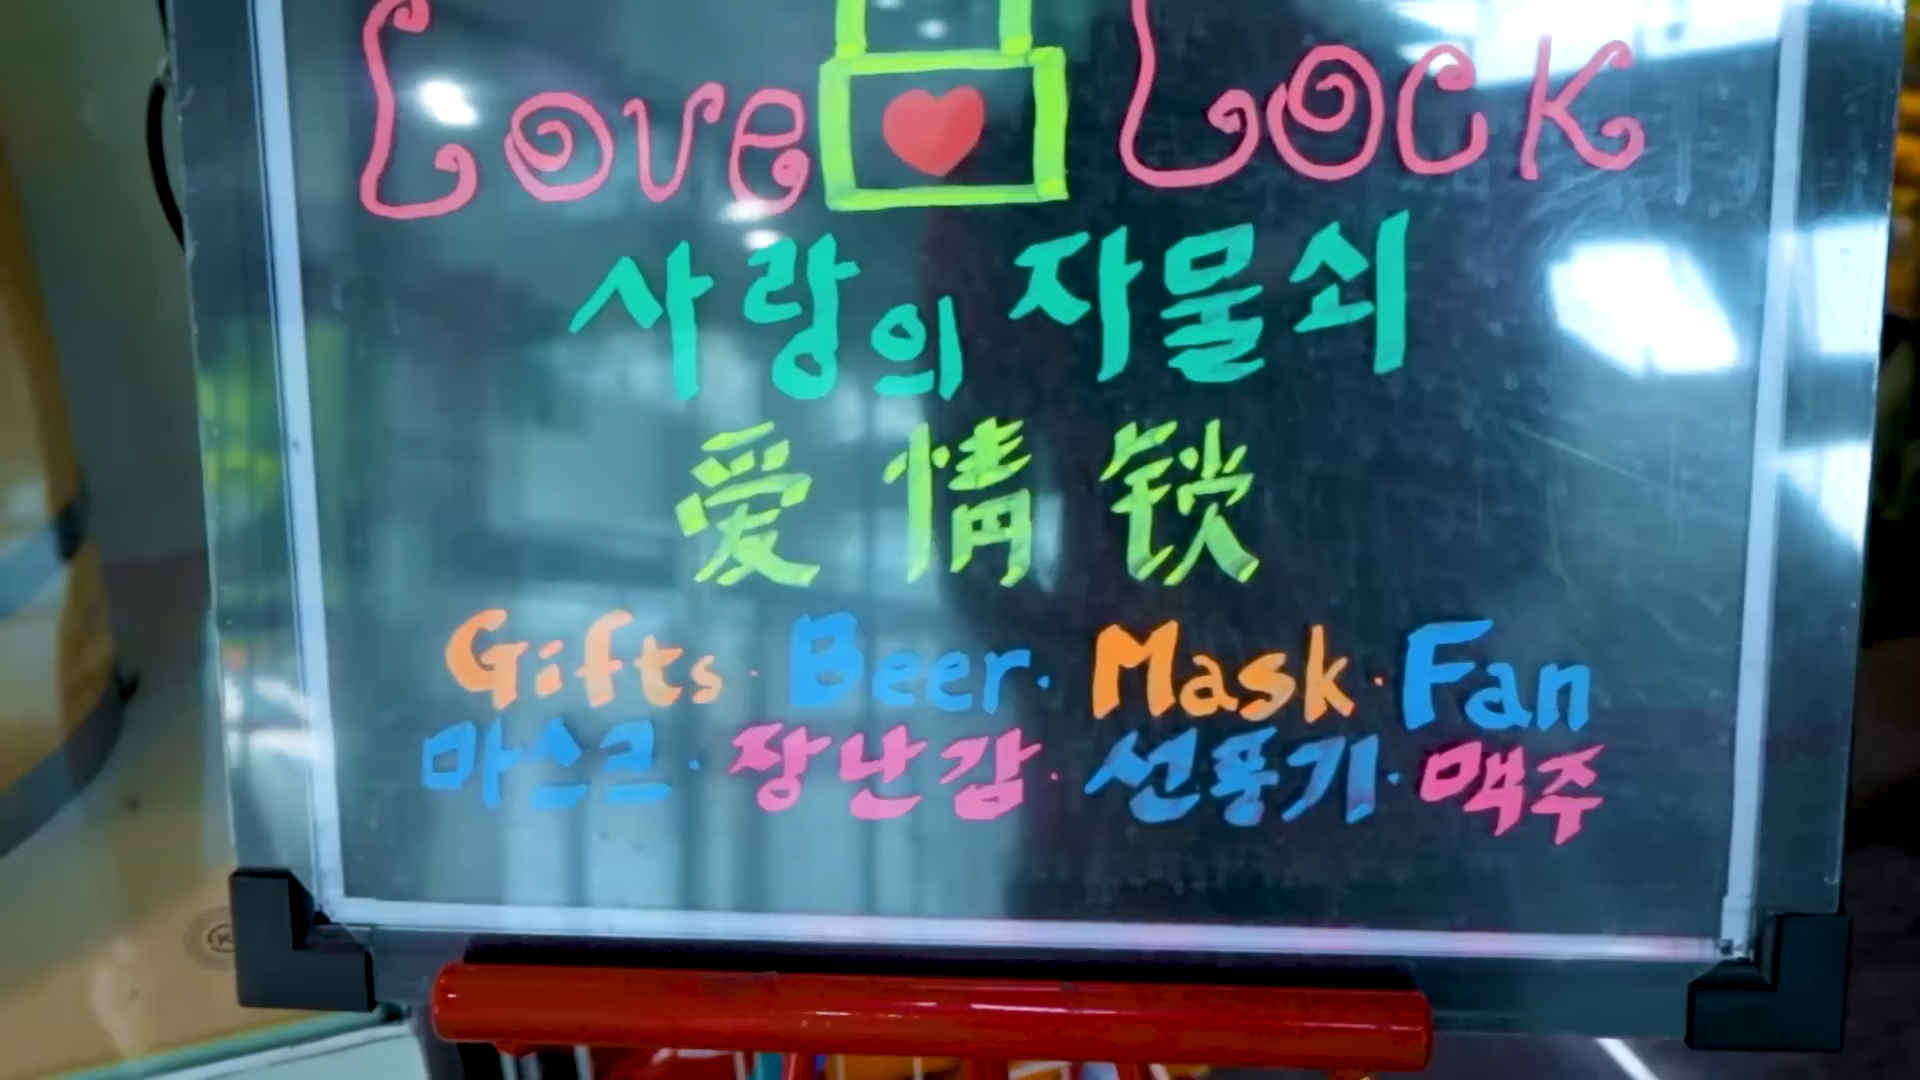 Love Lock
사랑의 자물쇠
爱情锁
Gifts · Beer · Mask · Fan
마스크 · 장난감 · 선풍기 · 맥주